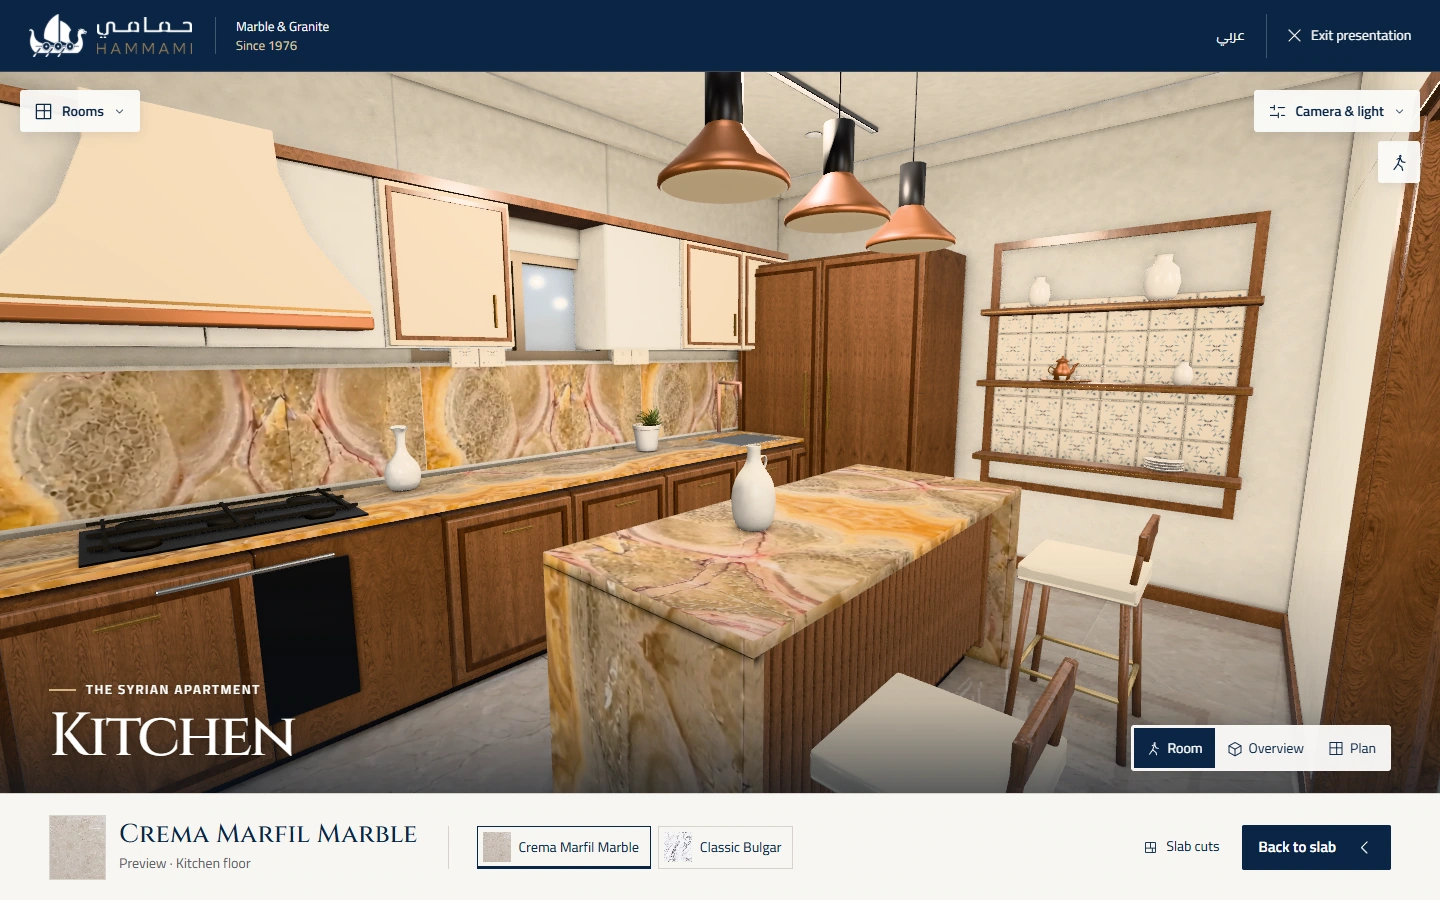 حمامي
HAMMAMI
Marble & Granite
Since 1976
عربي
Exit presentation
Rooms
Camera & light
THE SYRIAN APARTMENT
KITCHEN
Room
Overview
Plan
CREMA MARFIL MARBLE
Preview · Kitchen floor
Crema Marfil Marble
Classic Bulgar
Slab cuts
Back to slab